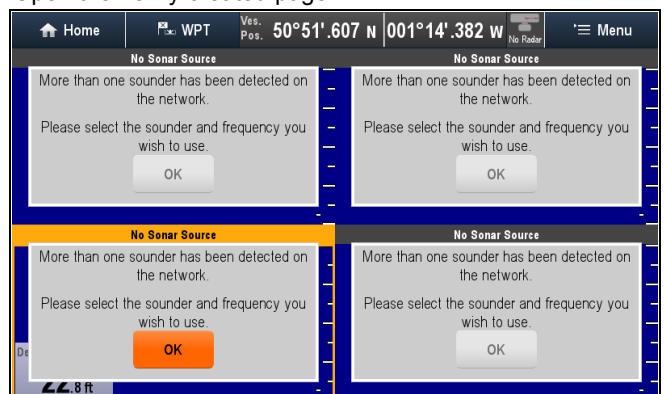 Home WPT Ves. Pos. 50°51'.607 N 001°14'.382 W No Radar Menu
No Sonar Source No Sonar Source
More than one sounder has been detected on
the network.
Please select the sounder and frequency you
wish to use.
OK
More than one sounder has been detected on
the network.
Please select the sounder and frequency you
wish to use.
OK
No Sonar Source No Sonar Source
More than one sounder has been detected on
the network.
Please select the sounder and frequency you
wish to use.
OK
More than one sounder has been detected on
the network.
Please select the sounder and frequency you
wish to use.
OK
22.8 ft